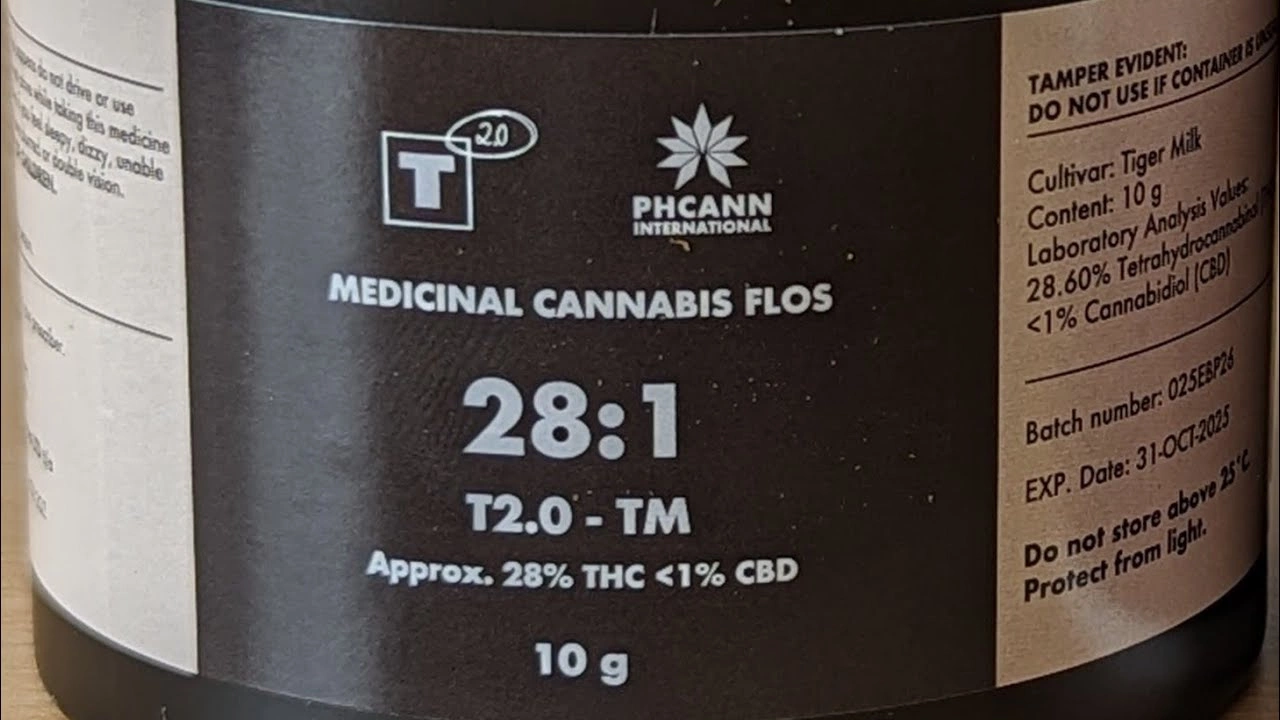 do not drive or use
while taking this medicine
feel sleepy, dizzy, unable
or double vision.
T 2.0
PHCANN
INTERNATIONAL
MEDICINAL CANNABIS FLOS
28:1
T2.0 - TM
Approx. 28% THC <1% CBD
10 g
TAMPER EVIDENT:
DO NOT USE IF CONTAINER IS
Cultivar: Tiger Milk
Content: 10 g
Laboratory Analysis Values:
28.60% Tetrahydrocannabinol
<1% Cannabidiol (CBD)
Batch number: 025EBP26
EXP. Date: 31-OCT-2025
Do not store above 25°C
Protect from light.